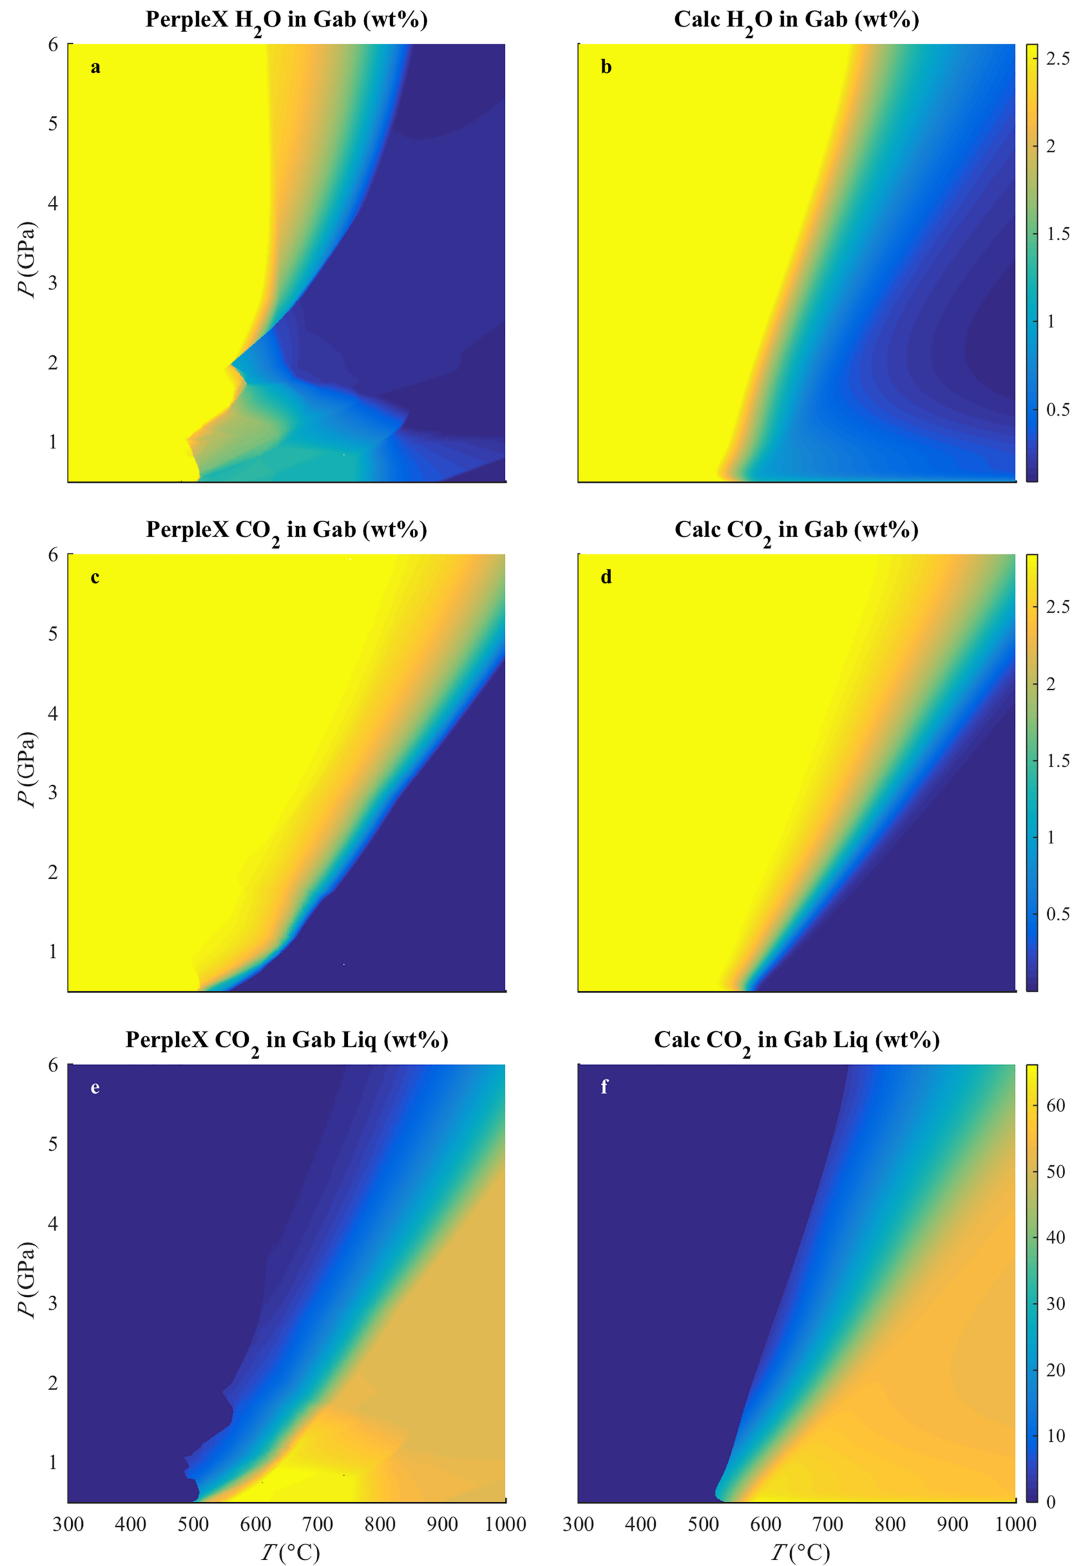 PerpleX H2O in Gab (wt%)
Calc H2O in Gab (wt%)
a
b
P (GPa)
6
5
4
3
2
1
2.5
2
1.5
1
0.5
PerpleX CO2 in Gab (wt%)
Calc CO2 in Gab (wt%)
c
d
P (GPa)
6
5
4
3
2
1
2.5
2
1.5
1
0.5
PerpleX CO2 in Gab Liq (wt%)
Calc CO2 in Gab Liq (wt%)
e
f
P (GPa)
6
5
4
3
2
1
60
50
40
30
20
10
0
300 400 500 600 700 800 900 1000
300 400 500 600 700 800 900 1000
T (°C)
T (°C)